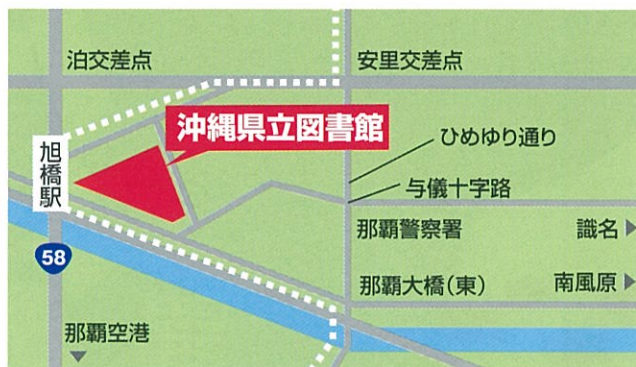 泊交差点
安里交差点
沖縄県立図書館
ひめゆり通り
旭橋駅
与儀十字路
那覇警察署
識名▶
58
那覇大橋(東)
南風原▶
那覇空港
▼